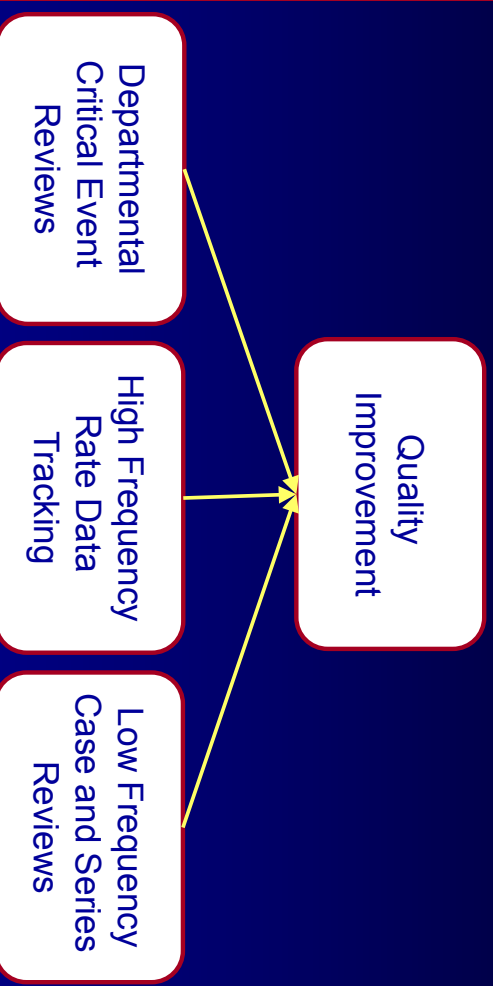 Quality
Improvement
Departmental
Critical Event
Reviews
High Frequency
Rate Data
Tracking
Low Frequency
Case and Series
Reviews